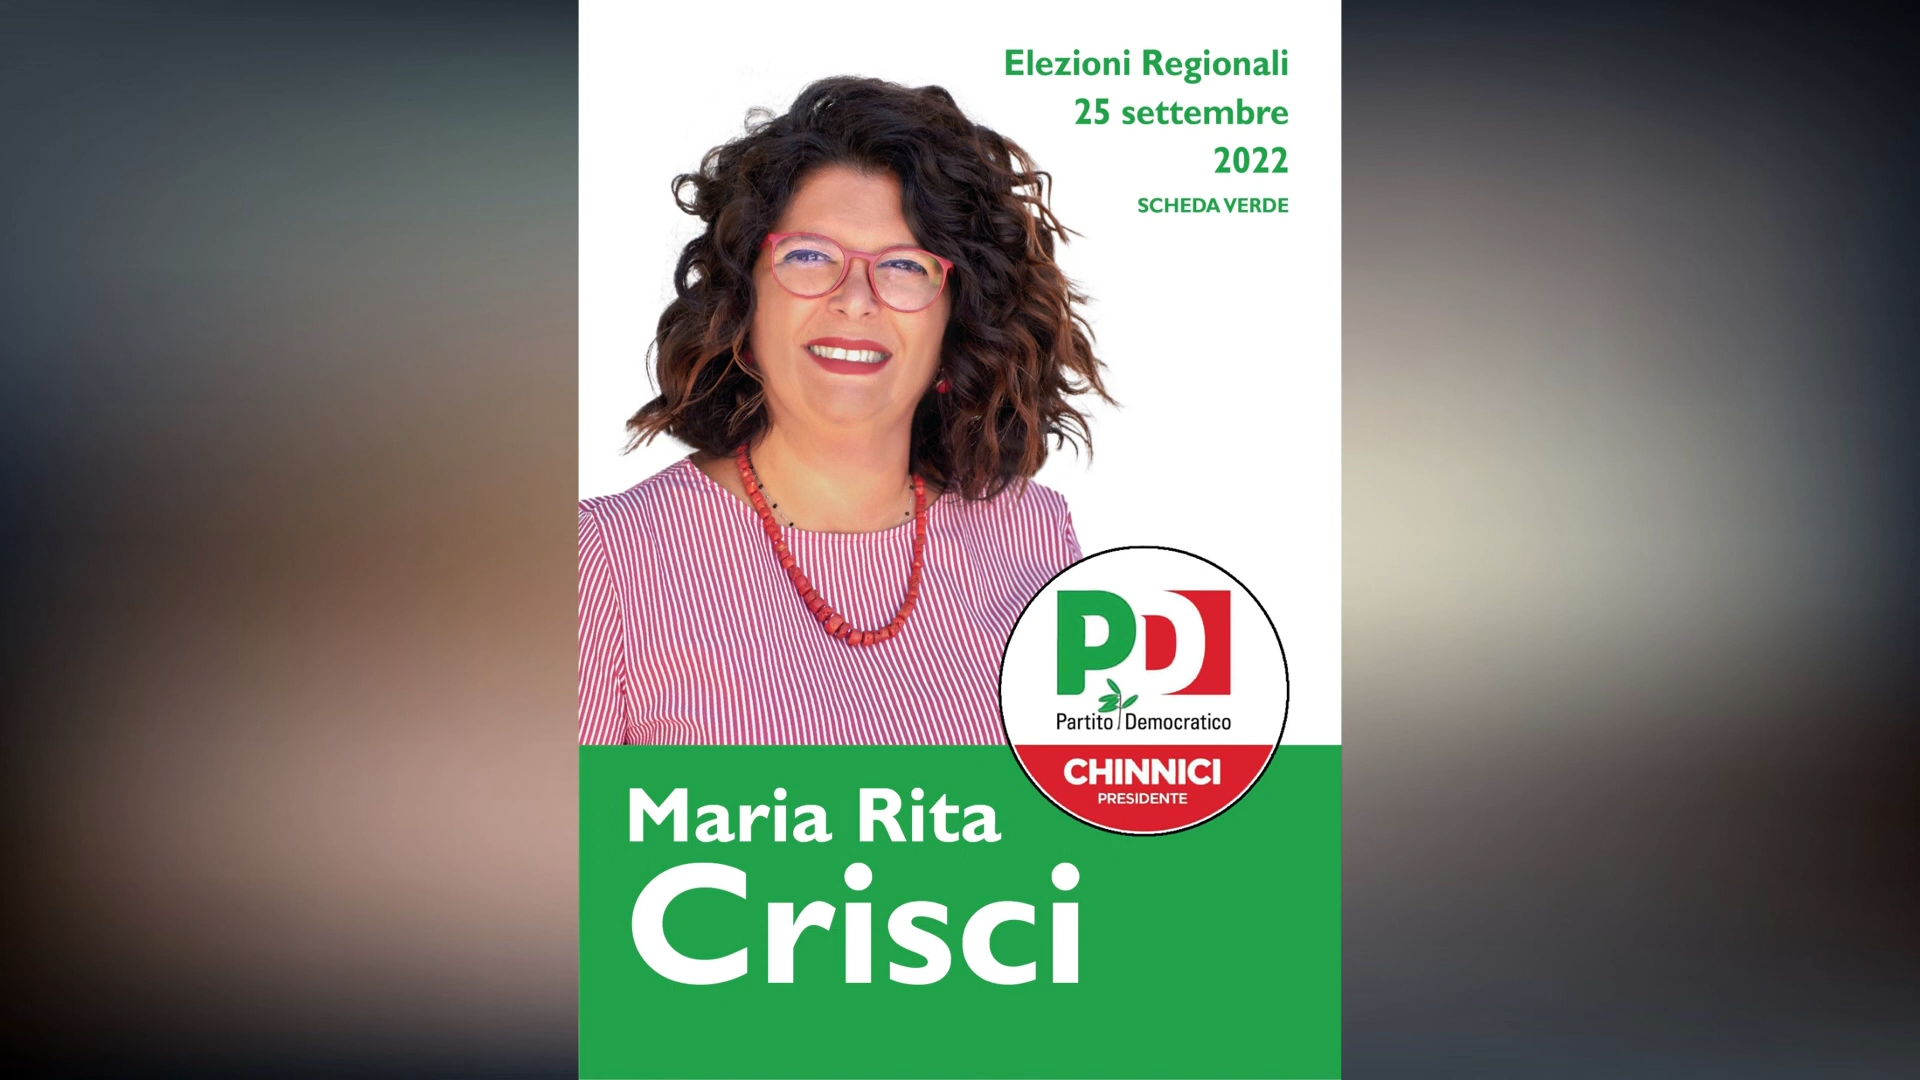 Elezioni Regionali
25 settembre
2022
SCHEDA VERDE
PD
Partito Democratico
CHINNICI
PRESIDENTE
Maria Rita
Crisci